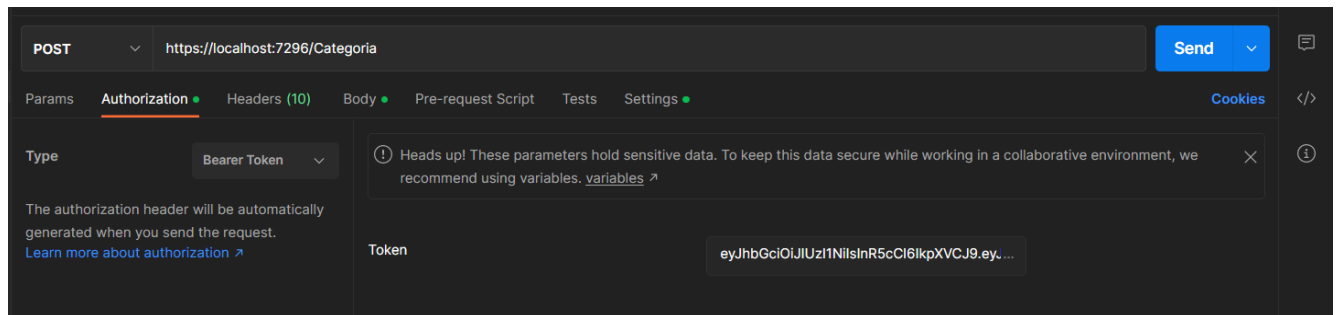 POST https://localhost:7296/Categoria Send
Params Authorization Headers (10) Body Pre-request Script Tests Settings Cookies
Type Bearer Token
Heads up! These parameters hold sensitive data. To keep this data secure while working in a collaborative environment, we
recommend using variables. variables ↗
The authorization header will be automatically
generated when you send the request.
Learn more about authorization ↗
Token eyJhbGciOiJIUzI1NiIsInR5cCI6IkpXVCJ9.eyJ...